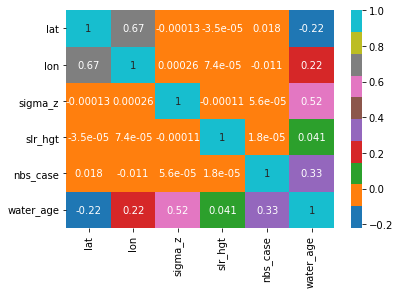 lat 1 0.67 -0.00013 -3.5e-05 0.018 -0.22
lon 0.67 1 0.00026 7.4e-05 -0.011 0.22
sigma_z -0.00013 0.00026 1 -0.00011 5.6e-05 0.52
slr_hgt -3.5e-05 7.4e-05 -0.00011 1 1.8e-05 0.041
nbs_case 0.018 -0.011 5.6e-05 1.8e-05 1 0.33
water_age -0.22 0.22 0.52 0.041 0.33 1
lat lon sigma_z slr_hgt nbs_case water_age
1.0
0.8
0.6
0.4
0.2
0.0
−0.2